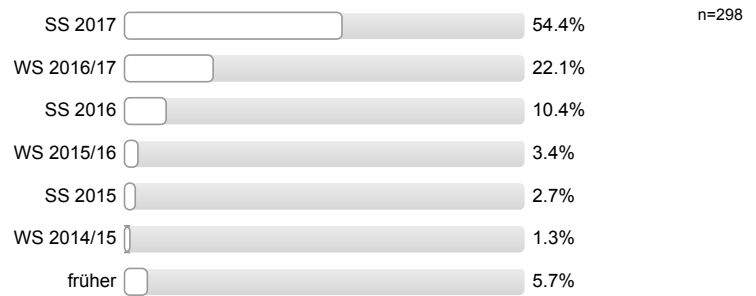 SS 2017 54.4% n=298
WS 2016/17 22.1%
SS 2016 10.4%
WS 2015/16 3.4%
SS 2015 2.7%
WS 2014/15 1.3%
früher 5.7%